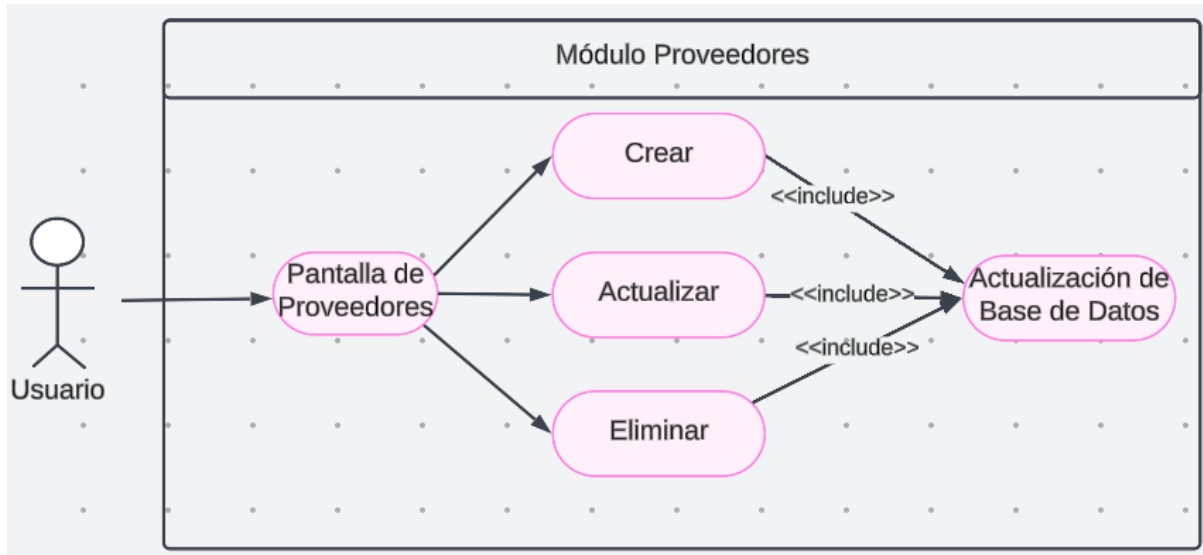 Módulo Proveedores
Crear
<<include>>
Usuario
Pantalla de
Proveedores
Actualizar
<<include>>
Actualización de
Base de Datos
<<include>>
Eliminar